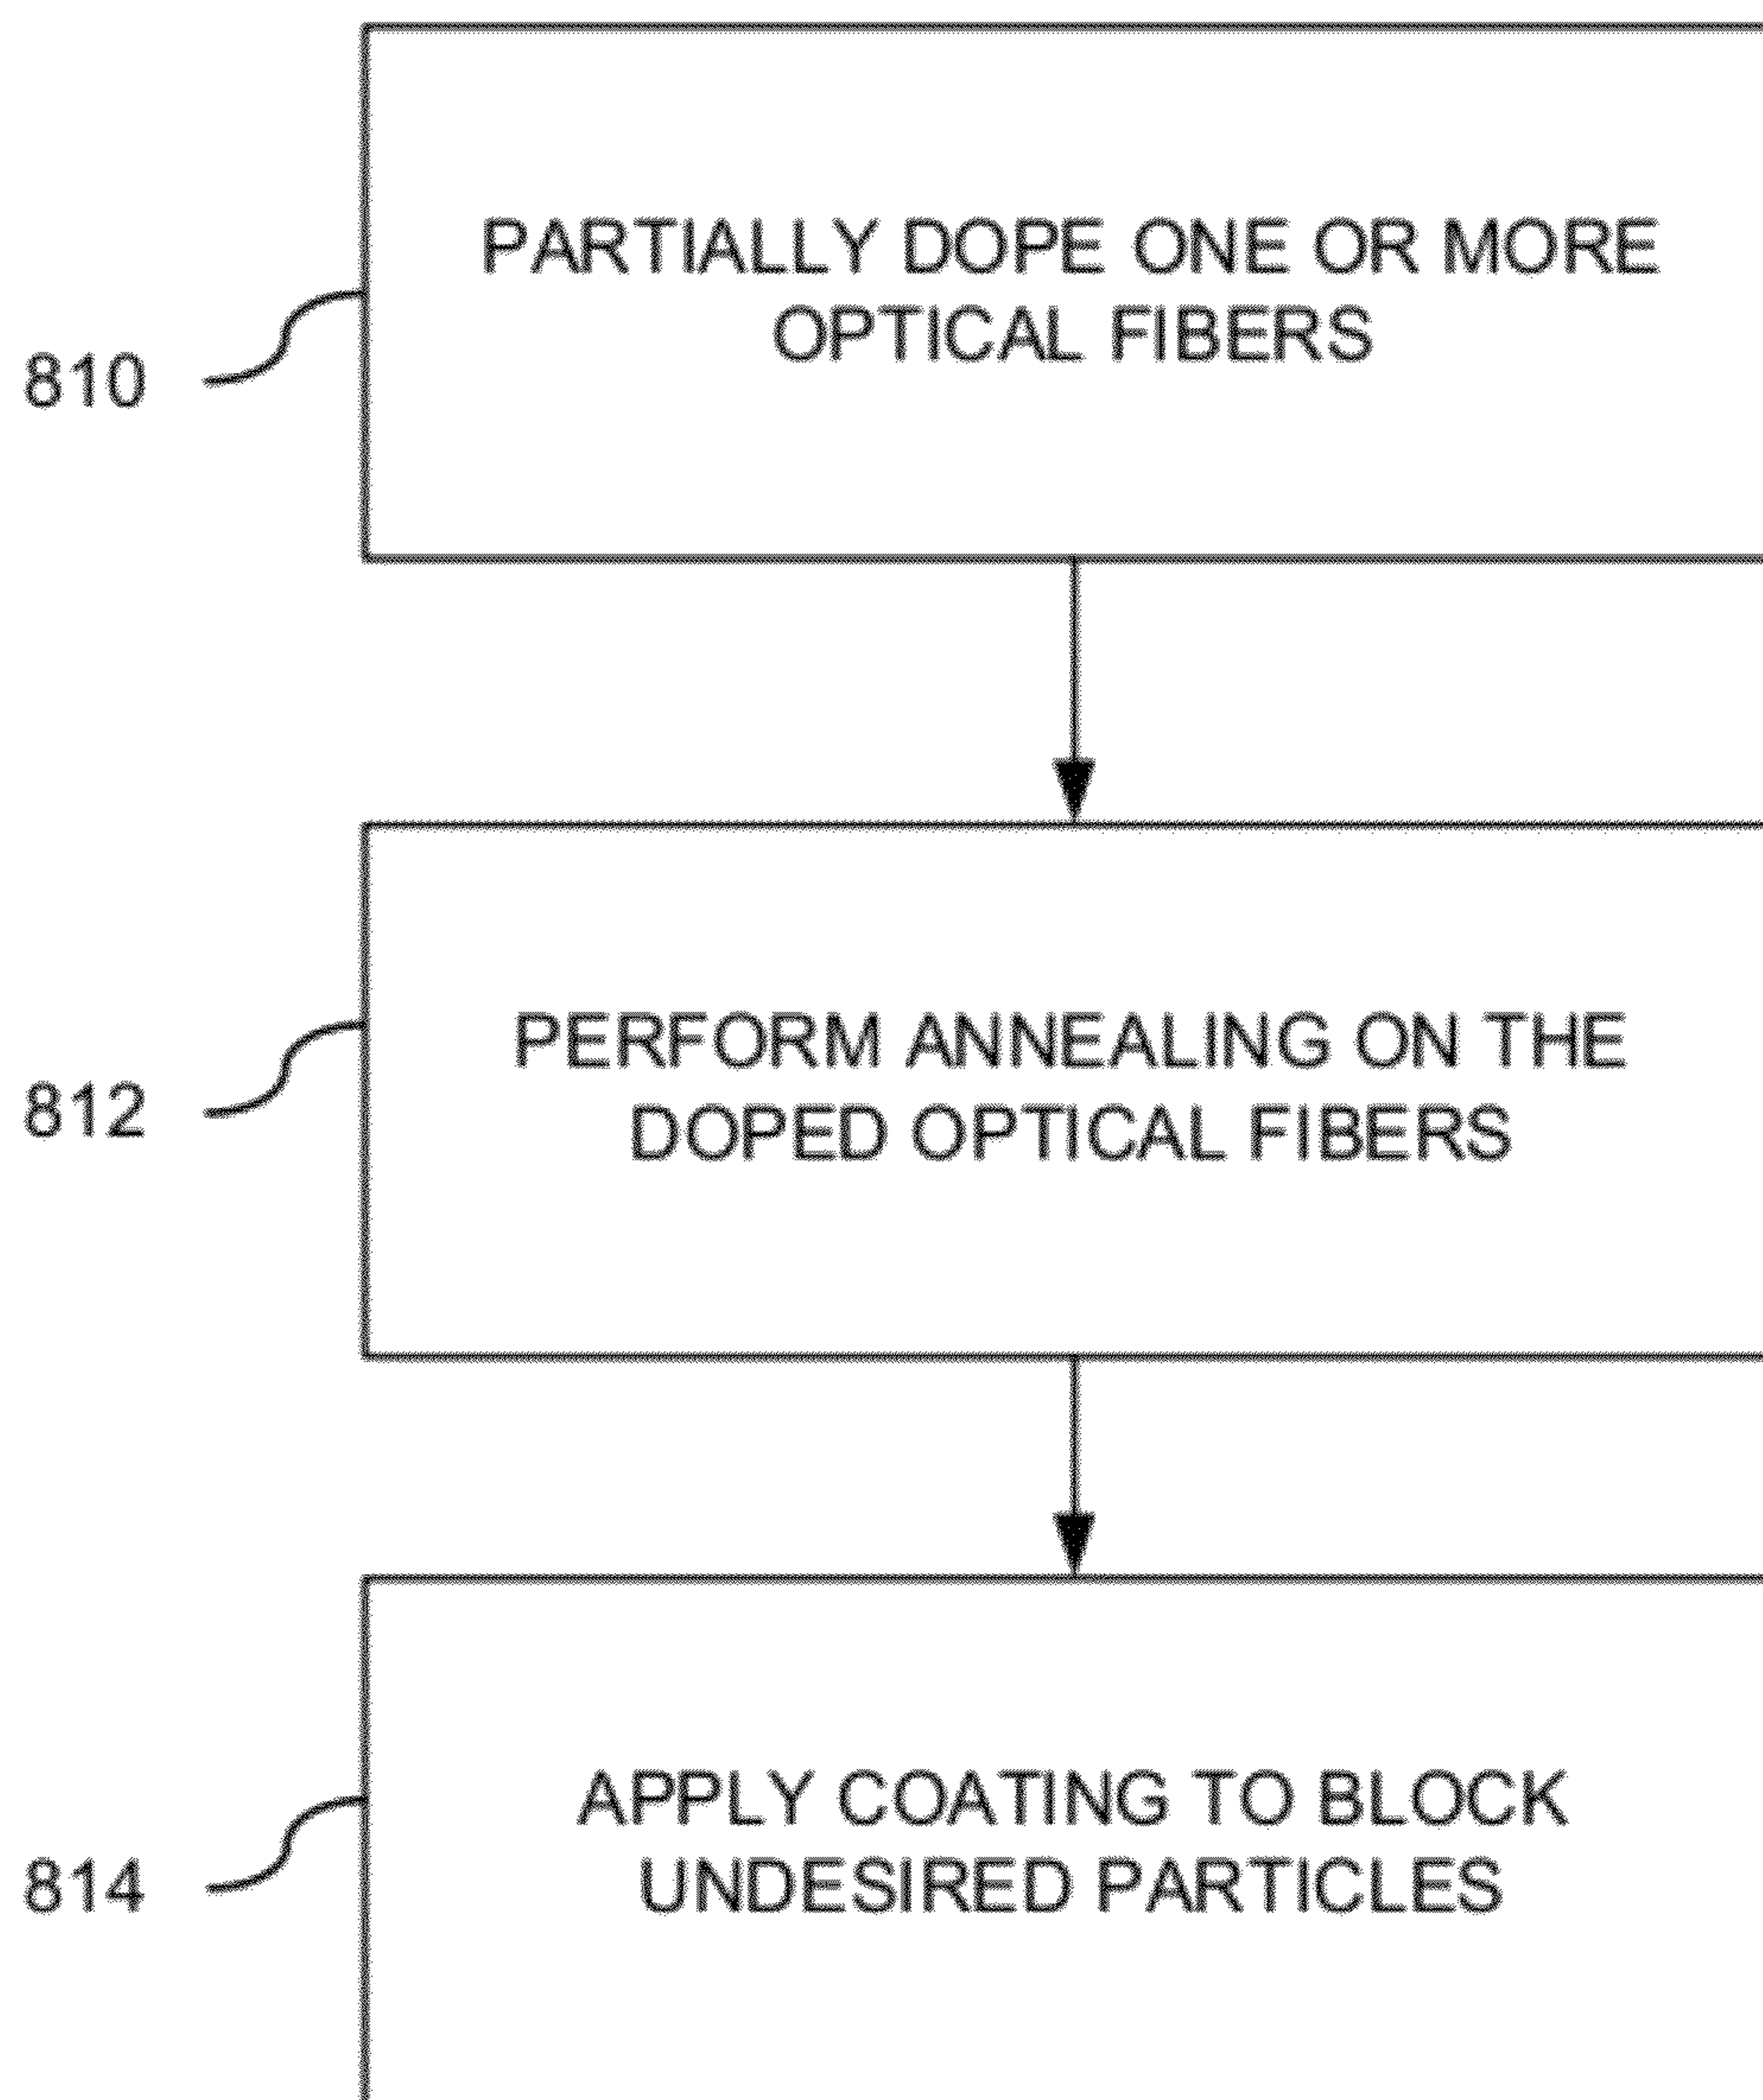 PARTIALLY DOPE ONE OR MORE
OPTICAL FIBERS
810
PERFORM ANNEALING ON THE
DOPED OPTICAL FIBERS
812
APPLY COATING TO BLOCK
UNDESIRED PARTICLES
814